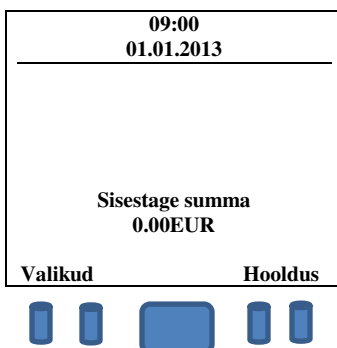 09:00
01.01.2013
Sisestage summa
0.00EUR
Valikud Hooldus